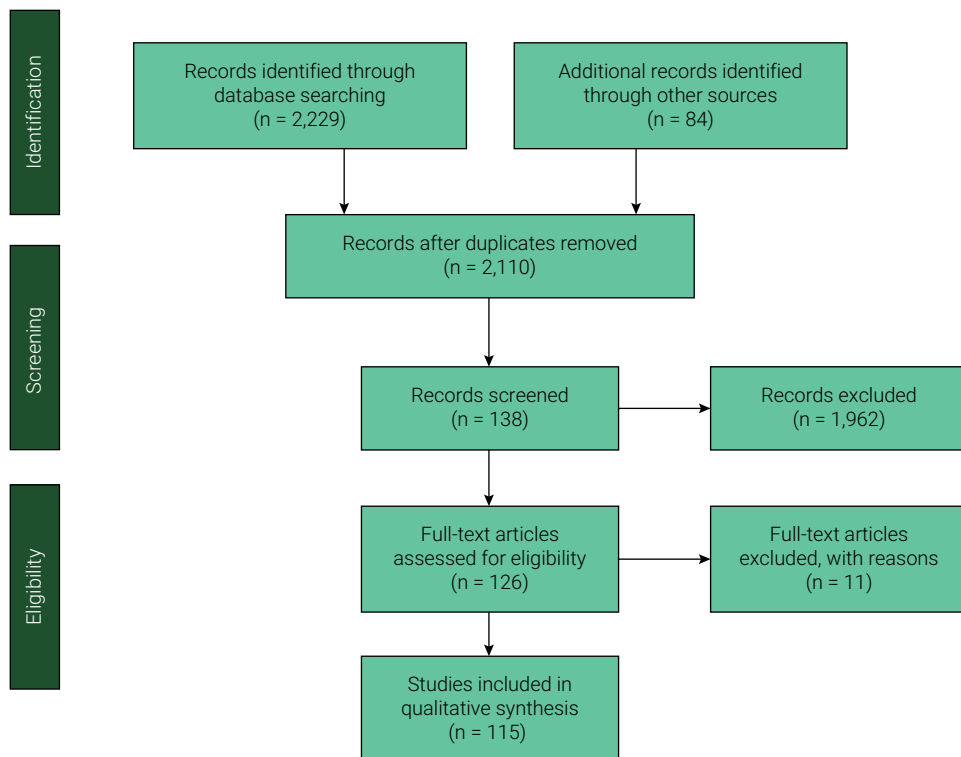 Identification
Records identified through
database searching
(n = 2,229)
Additional records identified
through other sources
(n = 84)
Records after duplicates removed
(n = 2,110)
Screening
Records screened
(n = 138)
Records excluded
(n = 1,962)
Eligibility
Full-text articles
assessed for eligibility
(n = 126)
Full-text articles
excluded, with reasons
(n = 11)
Studies included in
qualitative synthesis
(n = 115)